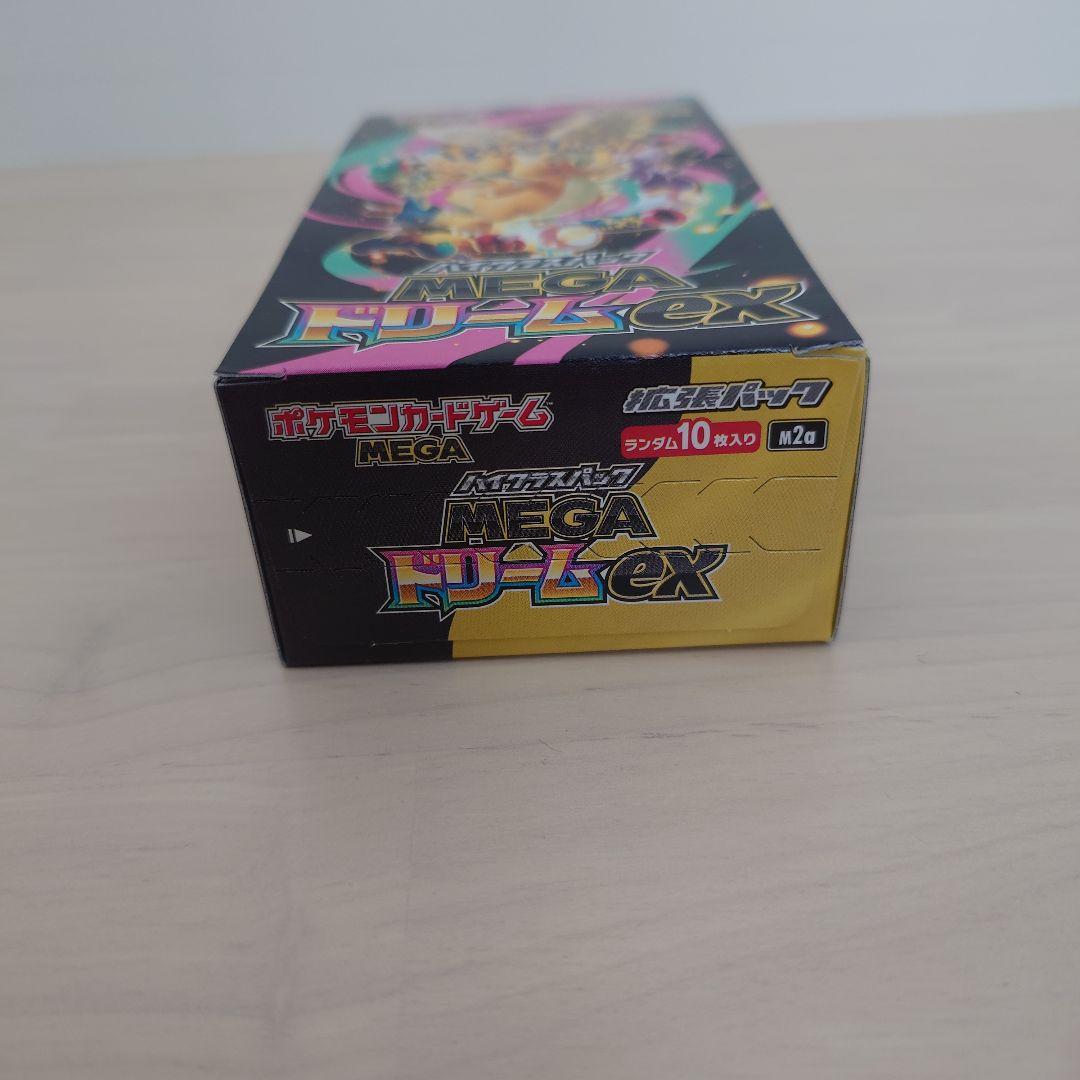 ハイクラスパック
MEGA
ドリームex
ポケモンカードゲーム™
MEGA
拡張パック
ランダム10枚入り
M2a
ハイクラスパック
MEGA
ドリームex